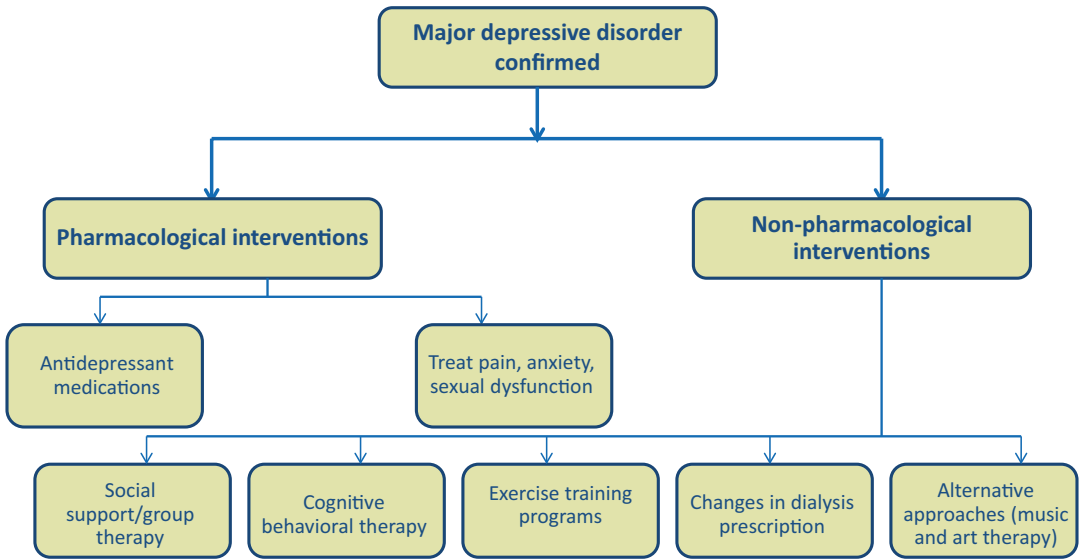 Major depressive disorder
confirmed
Pharmacological interventions
Non-pharmacological
interventions
Antidepressant
medications
Treat pain, anxiety,
sexual dysfunction
Social
support/group
therapy
Cognitive
behavioral therapy
Exercise training
programs
Changes in dialysis
prescription
Alternative
approaches (music
and art therapy)